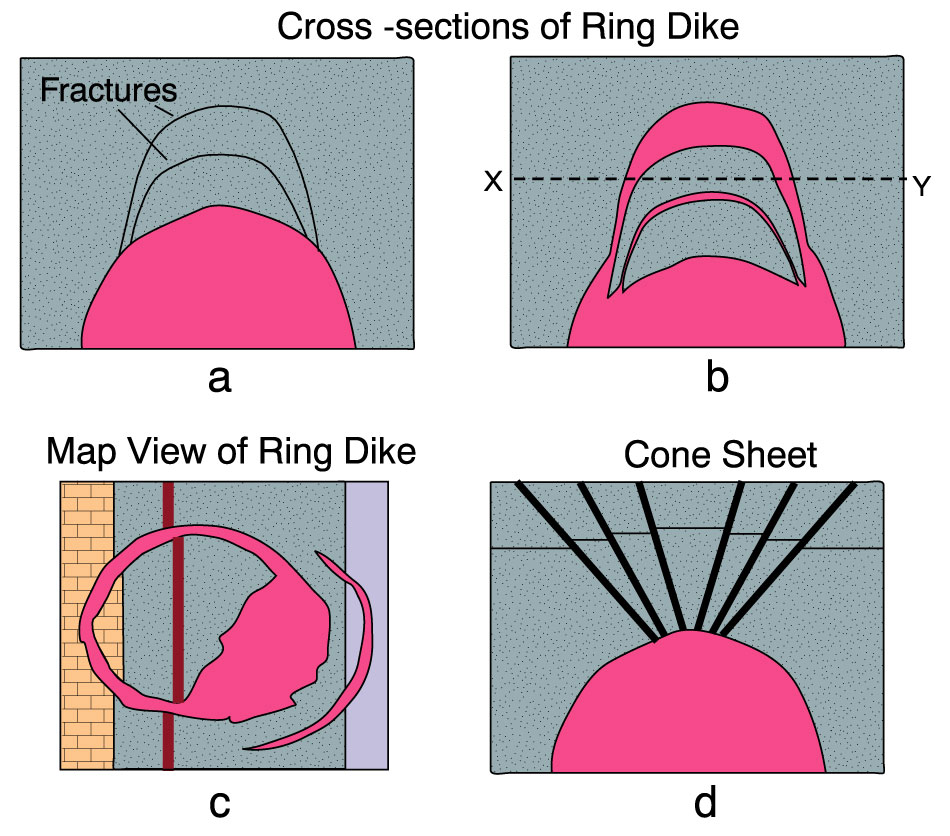 Cross -sections of Ring Dike
Fractures
X
Y
a
b
Map View of Ring Dike
Cone Sheet
c
d